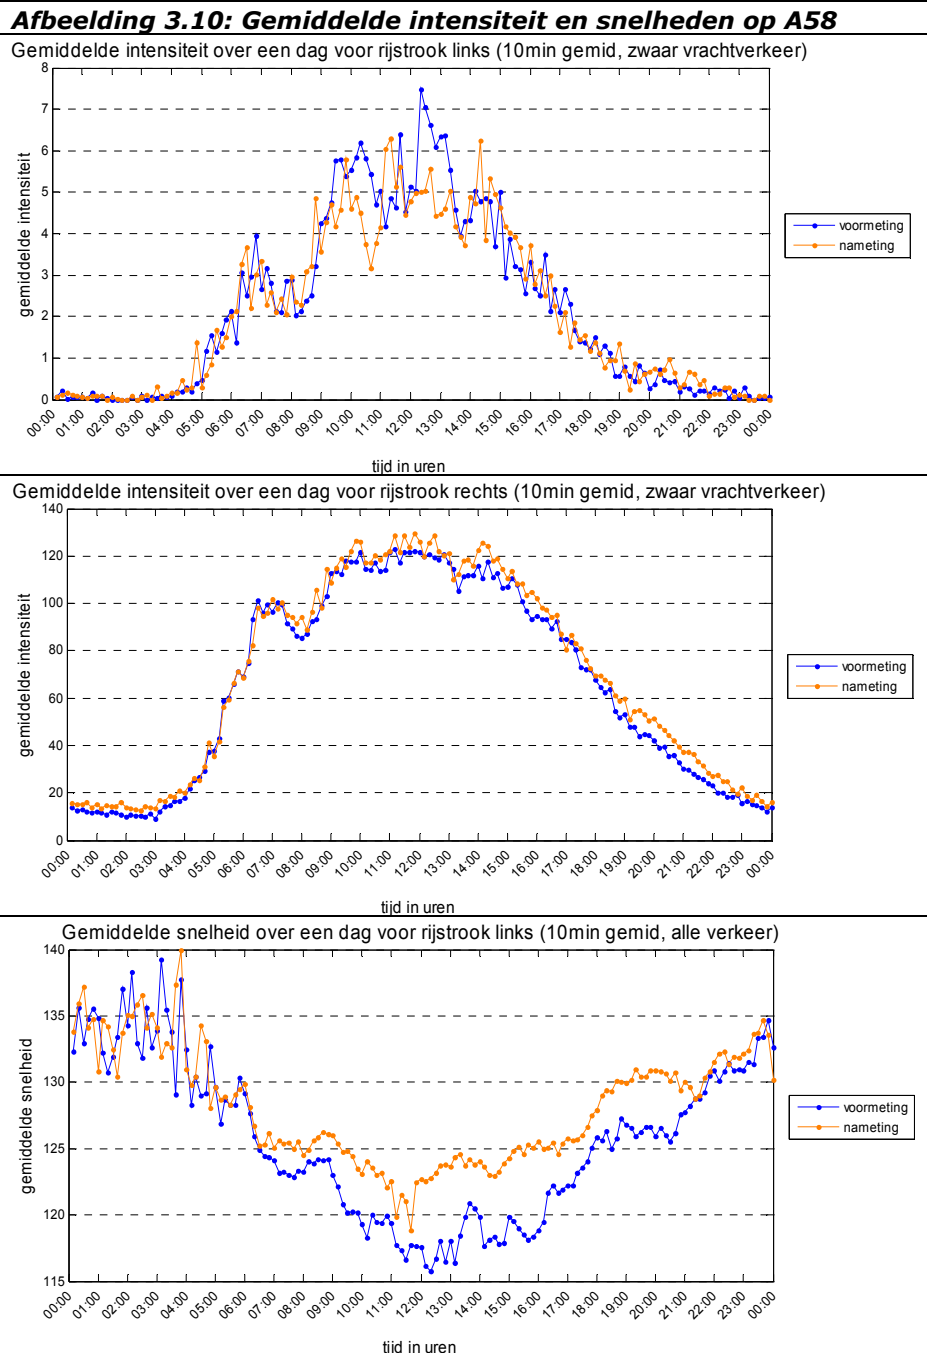 Afbeelding 3.10: Gemiddelde intensiteit en snelheden op A58
Gemiddelde intensiteit over een dag voor rijstrook links (10min gemid, zwaar vrachtverkeer)
8
7
6
5
4
3
2
1
0
gemiddelde intensiteit
00:00 01:00 02:00 03:00 04:00 05:00 06:00 07:00 08:00 09:00 10:00 11:00 12:00 13:00 14:00 15:00 16:00 17:00 18:00 19:00 20:00 21:00 22:00 23:00 00:00
tijd in uren
voormeting
nameting
Gemiddelde intensiteit over een dag voor rijstrook rechts (10min gemid, zwaar vrachtverkeer)
140
120
100
80
60
40
20
0
gemiddelde intensiteit
00:00 01:00 02:00 03:00 04:00 05:00 06:00 07:00 08:00 09:00 10:00 11:00 12:00 13:00 14:00 15:00 16:00 17:00 18:00 19:00 20:00 21:00 22:00 23:00 00:00
tijd in uren
voormeting
nameting
Gemiddelde snelheid over een dag voor rijstrook links (10min gemid, alle verkeer)
140
135
130
125
120
115
gemiddelde snelheid
00:00 01:00 02:00 03:00 04:00 05:00 06:00 07:00 08:00 09:00 10:00 11:00 12:00 13:00 14:00 15:00 16:00 17:00 18:00 19:00 20:00 21:00 22:00 23:00 00:00
tijd in uren
voormeting
nameting